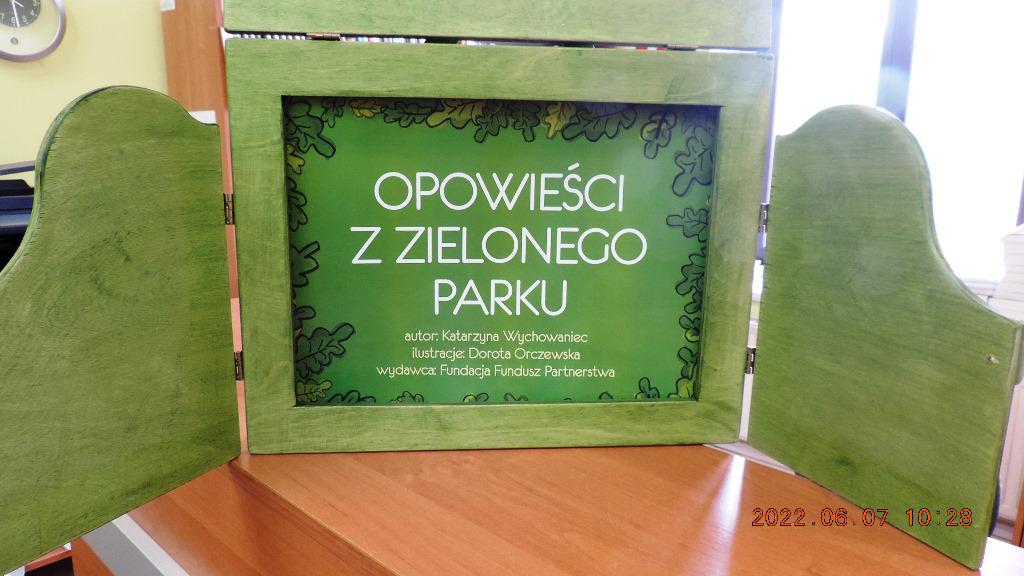 OPOWIEŚCI
Z ZIELONEGO
PARKU
autor: Katarzyna Wychowaniec
ilustracje: Dorota Orczewska
wydawca: Fundacja Fundusz Partnerstwa
2022.06.07 10:28